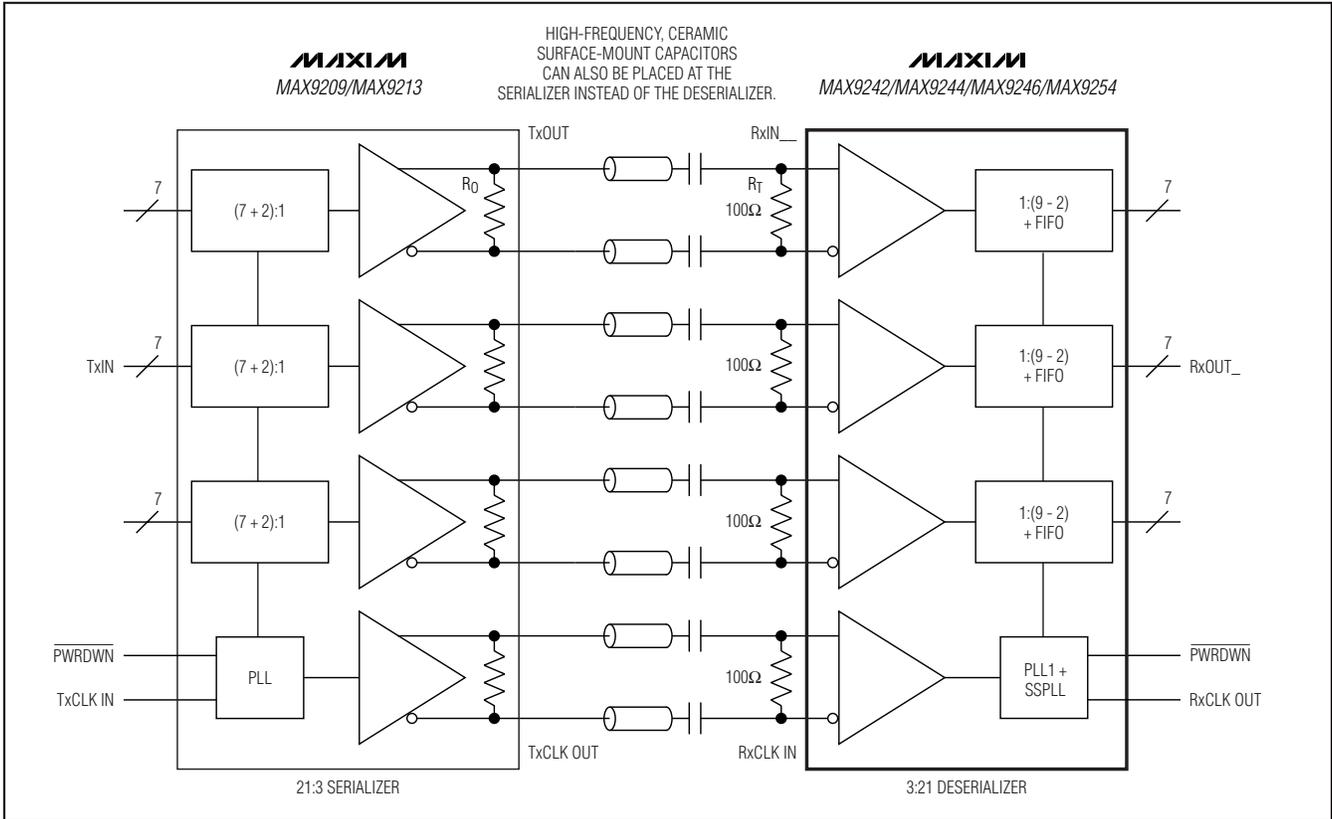 HIGH-FREQUENCY, CERAMIC
SURFACE-MOUNT CAPACITORS
CAN ALSO BE PLACED AT THE
SERIALIZER INSTEAD OF THE DESERIALIZER.
MAXIM
MAX9209/MAX9213
MAXIM
MAX9242/MAX9244/MAX9246/MAX9254
TxOUT
RxIN__
7
(7 + 2):1
RO
RT
100Ω
1:(9 - 2)
+ FIFO
7
TxIN
7
(7 + 2):1
100Ω
1:(9 - 2)
+ FIFO
7
RxOUT_
7
(7 + 2):1
100Ω
1:(9 - 2)
+ FIFO
7
PWRDWN
TxCLK IN
PLL
100Ω
PLL1 +
SSPLL
PWRDWN
RxCLK OUT
TxCLK OUT
RxCLK IN
21:3 SERIALIZER
3:21 DESERIALIZER